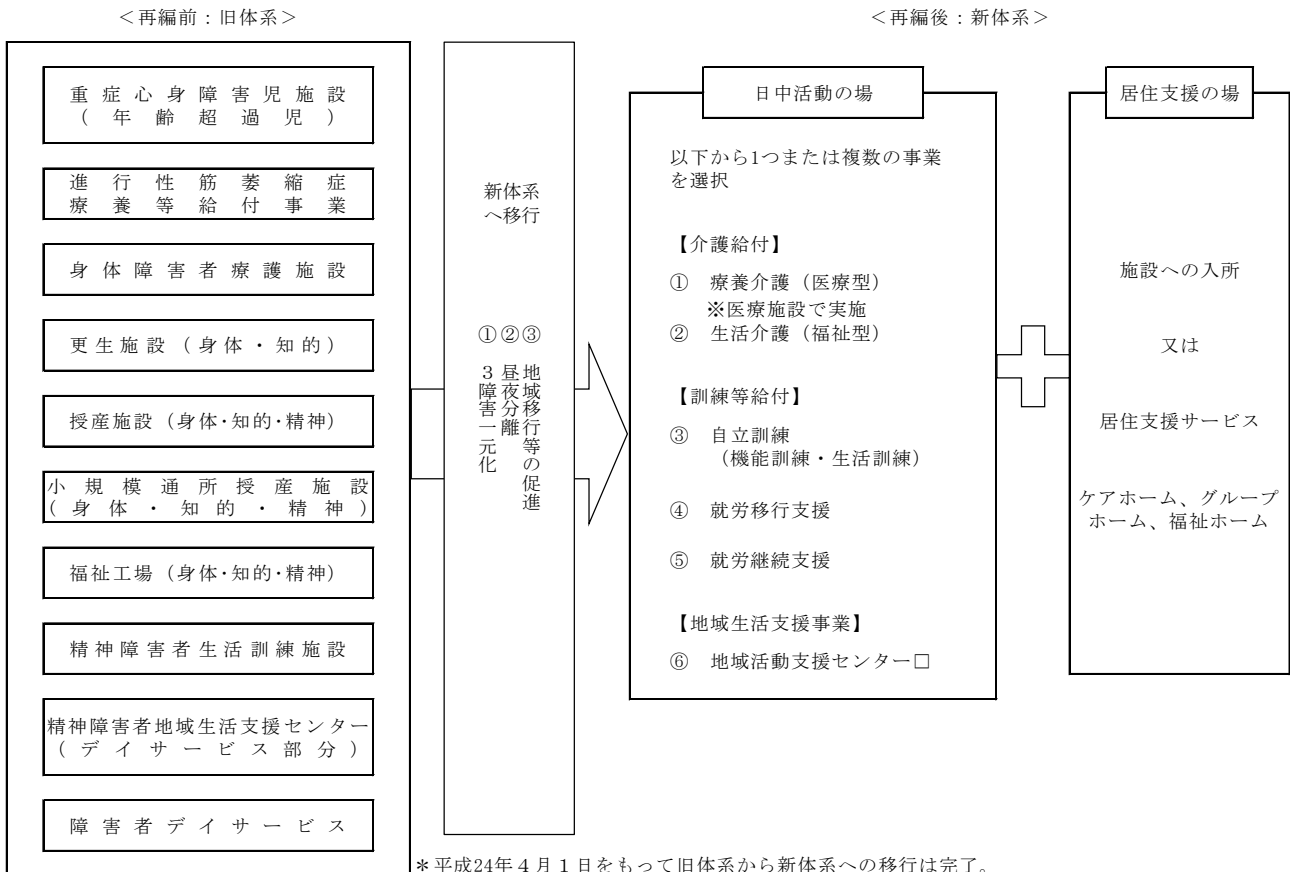 ＜再編前：旧体系＞
＜再編後：新体系＞
重症心身障害児施設
（年齢超過児）
進行性筋萎縮症
療養等給付事業
身体障害者療護施設
更生施設（身体・知的）
授産施設（身体・知的・精神）
小規模通所授産施設
（身体・知的・精神）
福祉工場（身体・知的・精神）
精神障害者生活訓練施設
精神障害者地域生活支援センター
（デイサービス部分）
障害者デイサービス
新体系
へ移行
①３障害一元化
②昼夜分離
③地域移行等の促進
日中活動の場
以下から1つまたは複数の事業
を選択
【介護給付】
① 療養介護（医療型）
※医療施設で実施
② 生活介護（福祉型）
【訓練等給付】
③ 自立訓練
（機能訓練・生活訓練）
④ 就労移行支援
⑤ 就労継続支援
【地域生活支援事業】
⑥ 地域活動支援センター□
居住支援の場
施設への入所
又は
居住支援サービス
ケアホーム、グループ
ホーム、福祉ホーム
＊平成24年４月１日をもって旧体系から新体系への移行は完了。